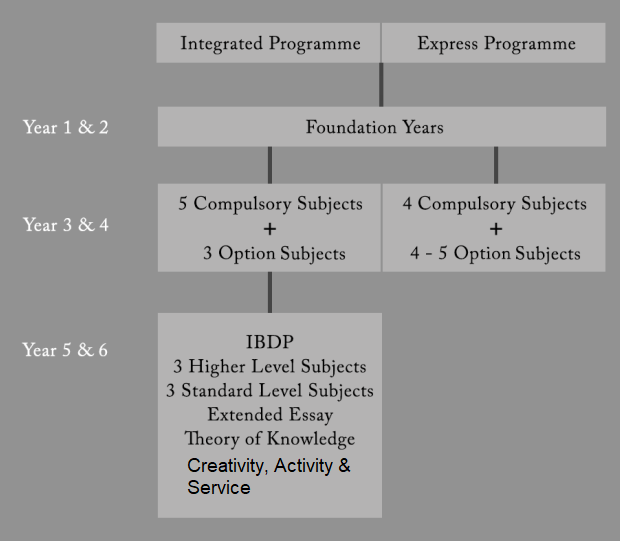 Integrated Programme
Express Programme
Year 1 & 2
Foundation Years
Year 3 & 4
5 Compulsory Subjects
+
3 Option Subjects
4 Compulsory Subjects
+
4 - 5 Option Subjects
Year 5 & 6
IBDP
3 Higher Level Subjects
3 Standard Level Subjects
Extended Essay
Theory of Knowledge
Creativity, Activity &
Service